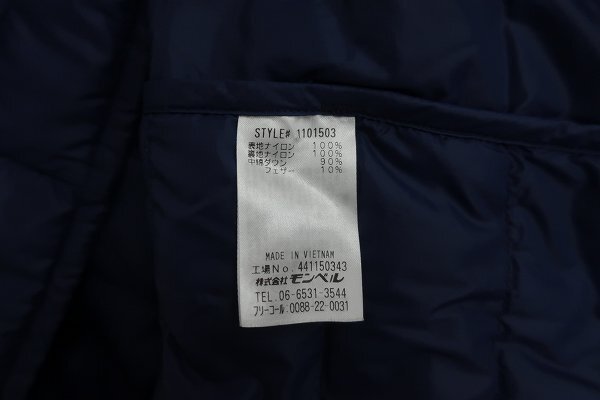 STYLE# 1101503
表地ナイロン 100%
裏地ナイロン 100%
中綿ダウン 90%
フェザー 10%
MADE IN VIETNAM
工場No. 441150343
株式会社 モンベル
TEL. 06-6531-3544
フリーコール. 0088-22-0031